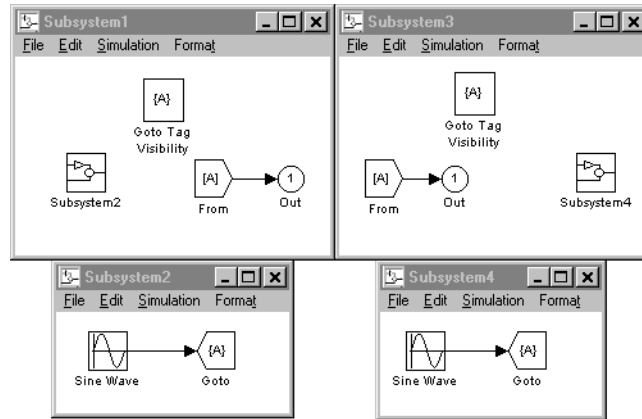 Subsystem1
File Edit Simulation Format
{A}
Goto Tag
Visibility
Subsystem2
[A]
From
1
Out
Subsystem3
File Edit Simulation Format
{A}
Goto Tag
Visibility
[A]
From
1
Out
Subsystem4
Subsystem2
File Edit Simulation Format
Sine Wave
{A}
Goto
Subsystem4
File Edit Simulation Format
Sine Wave
{A}
Goto